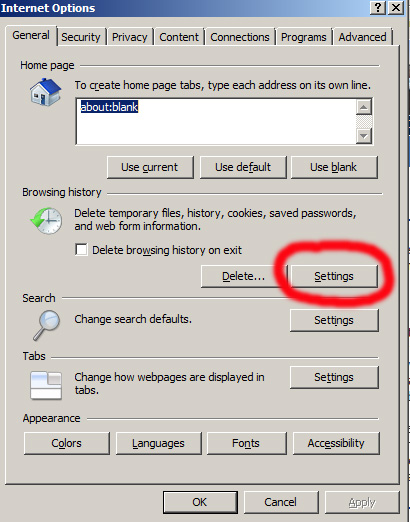 Internet Options
General Security Privacy Content Connections Programs Advanced
Home page
To create home page tabs, type each address on its own line.
about:blank
Use current Use default Use blank
Browsing history
Delete temporary files, history, cookies, saved passwords,
and web form information.
Delete browsing history on exit
Delete... Settings
Search
Change search defaults. Settings
Tabs
Change how webpages are displayed in Settings
tabs.
Appearance
Colors Languages Fonts Accessibility
OK Cancel Apply